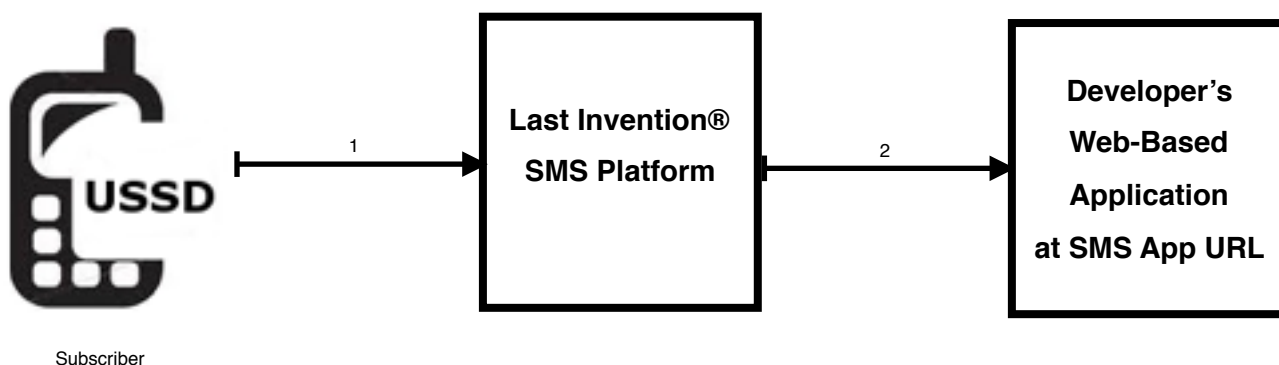 USSD
Subscriber
1
Last Invention®
SMS Platform
2
Developer’s
Web-Based
Application
at SMS App URL